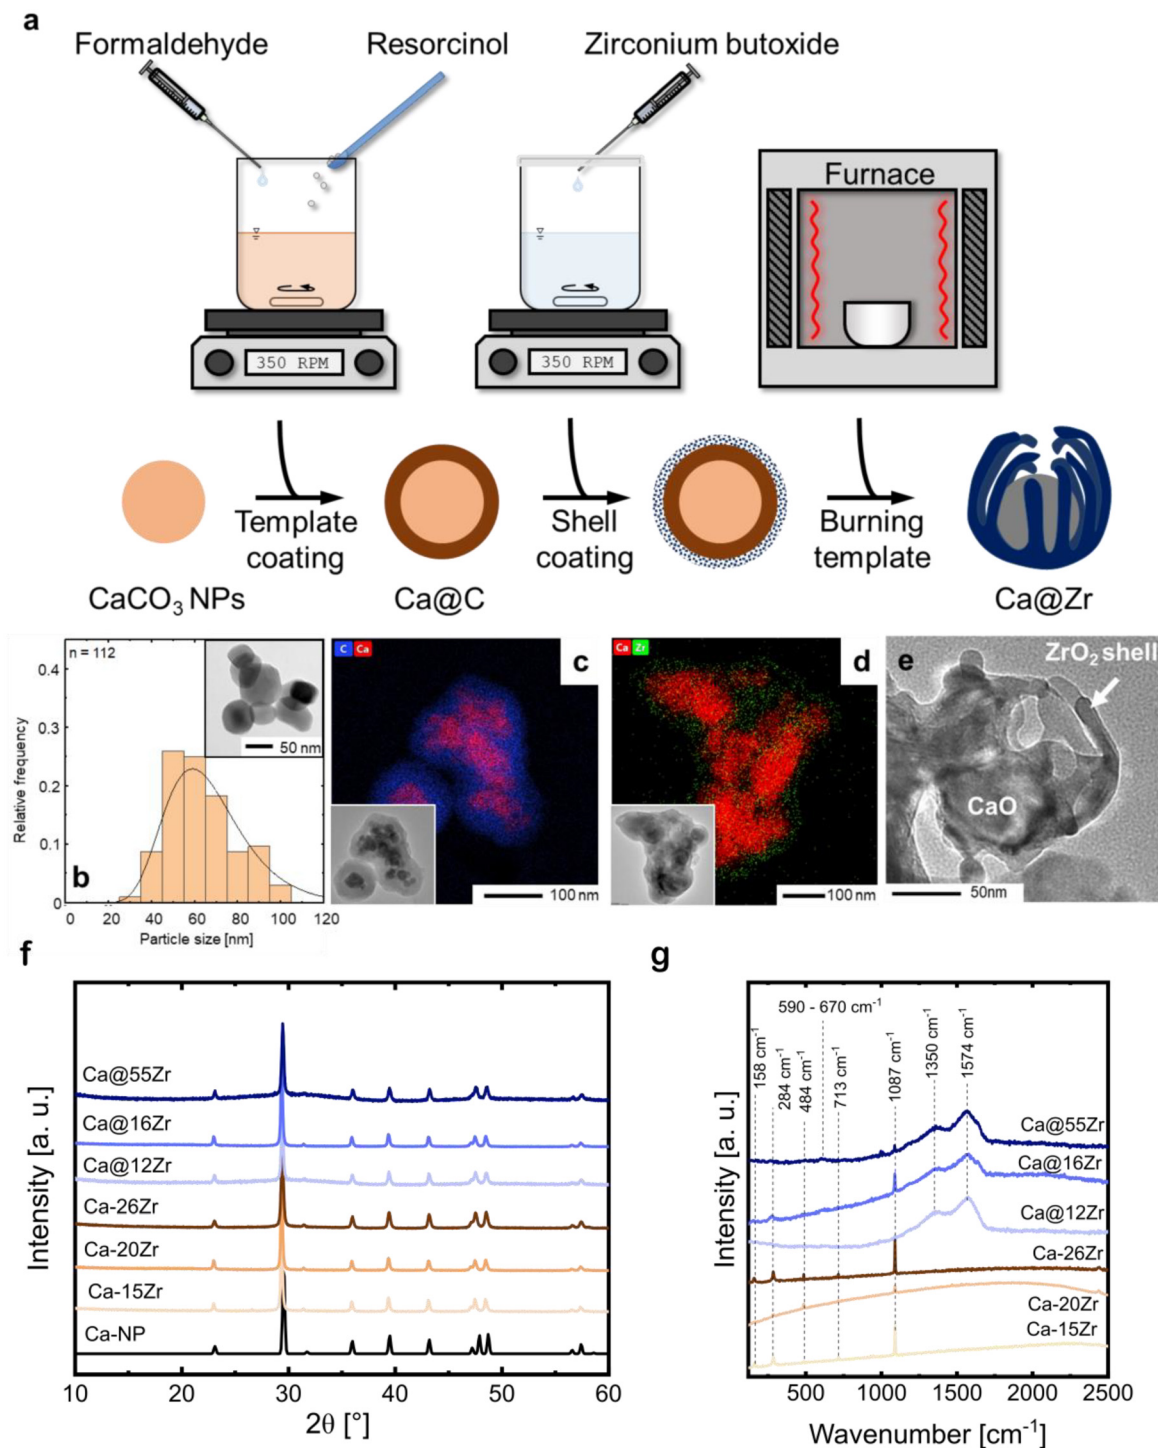 a
Formaldehyde
Resorcinol
Zirconium butoxide
Furnace
350 RPM
350 RPM
Template
coating
Shell
coating
Burning
template
CaCO₃ NPs
Ca@C
Ca@Zr
n = 112
50 nm
Relative frequency
0.4
0.3
0.2
0.1
0
b
0 20 40 60 80 100 120
Particle size [nm]
C Ca
c
100 nm
Ca Zr
d
100 nm
e
ZrO₂ shell
CaO
50nm
f
Ca@55Zr
Ca@16Zr
Ca@12Zr
Ca-26Zr
Ca-20Zr
Ca-15Zr
Ca-NP
Intensity [a. u.]
10 20 30 40 50 60
2θ [°]
g
590 - 670 cm⁻¹
158 cm⁻¹
284 cm⁻¹
484 cm⁻¹
713 cm⁻¹
1087 cm⁻¹
1350 cm⁻¹
1574 cm⁻¹
Ca@55Zr
Ca@16Zr
Ca@12Zr
Ca-26Zr
Ca-20Zr
Ca-15Zr
Intensity [a. u.]
500 1000 1500 2000 2500
Wavenumber [cm⁻¹]